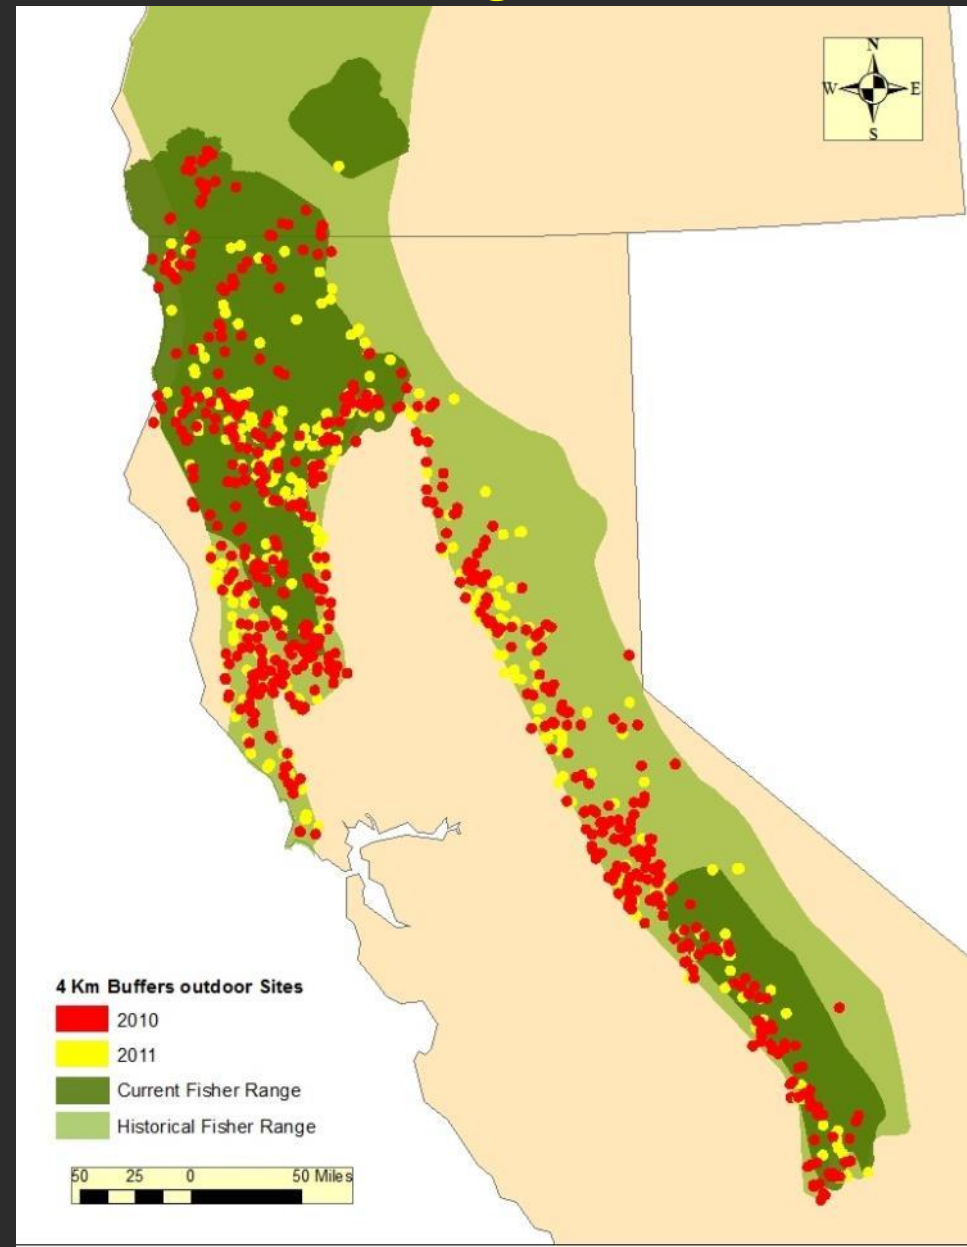 N
W E
S
4 Km Buffers outdoor Sites
2010
2011
Current Fisher Range
Historical Fisher Range
50 25 0 50 Miles